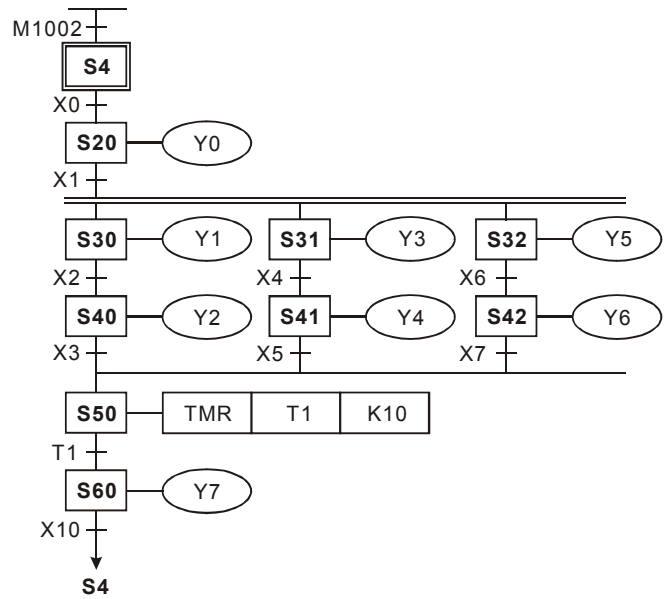 M1002
S4
X0
S20 Y0
X1
S30 Y1 S31 Y3 S32 Y5
X2 X4 X6
S40 Y2 S41 Y4 S42 Y6
X3 X5 X7
S50 TMR T1 K10
T1
S60 Y7
X10
S4